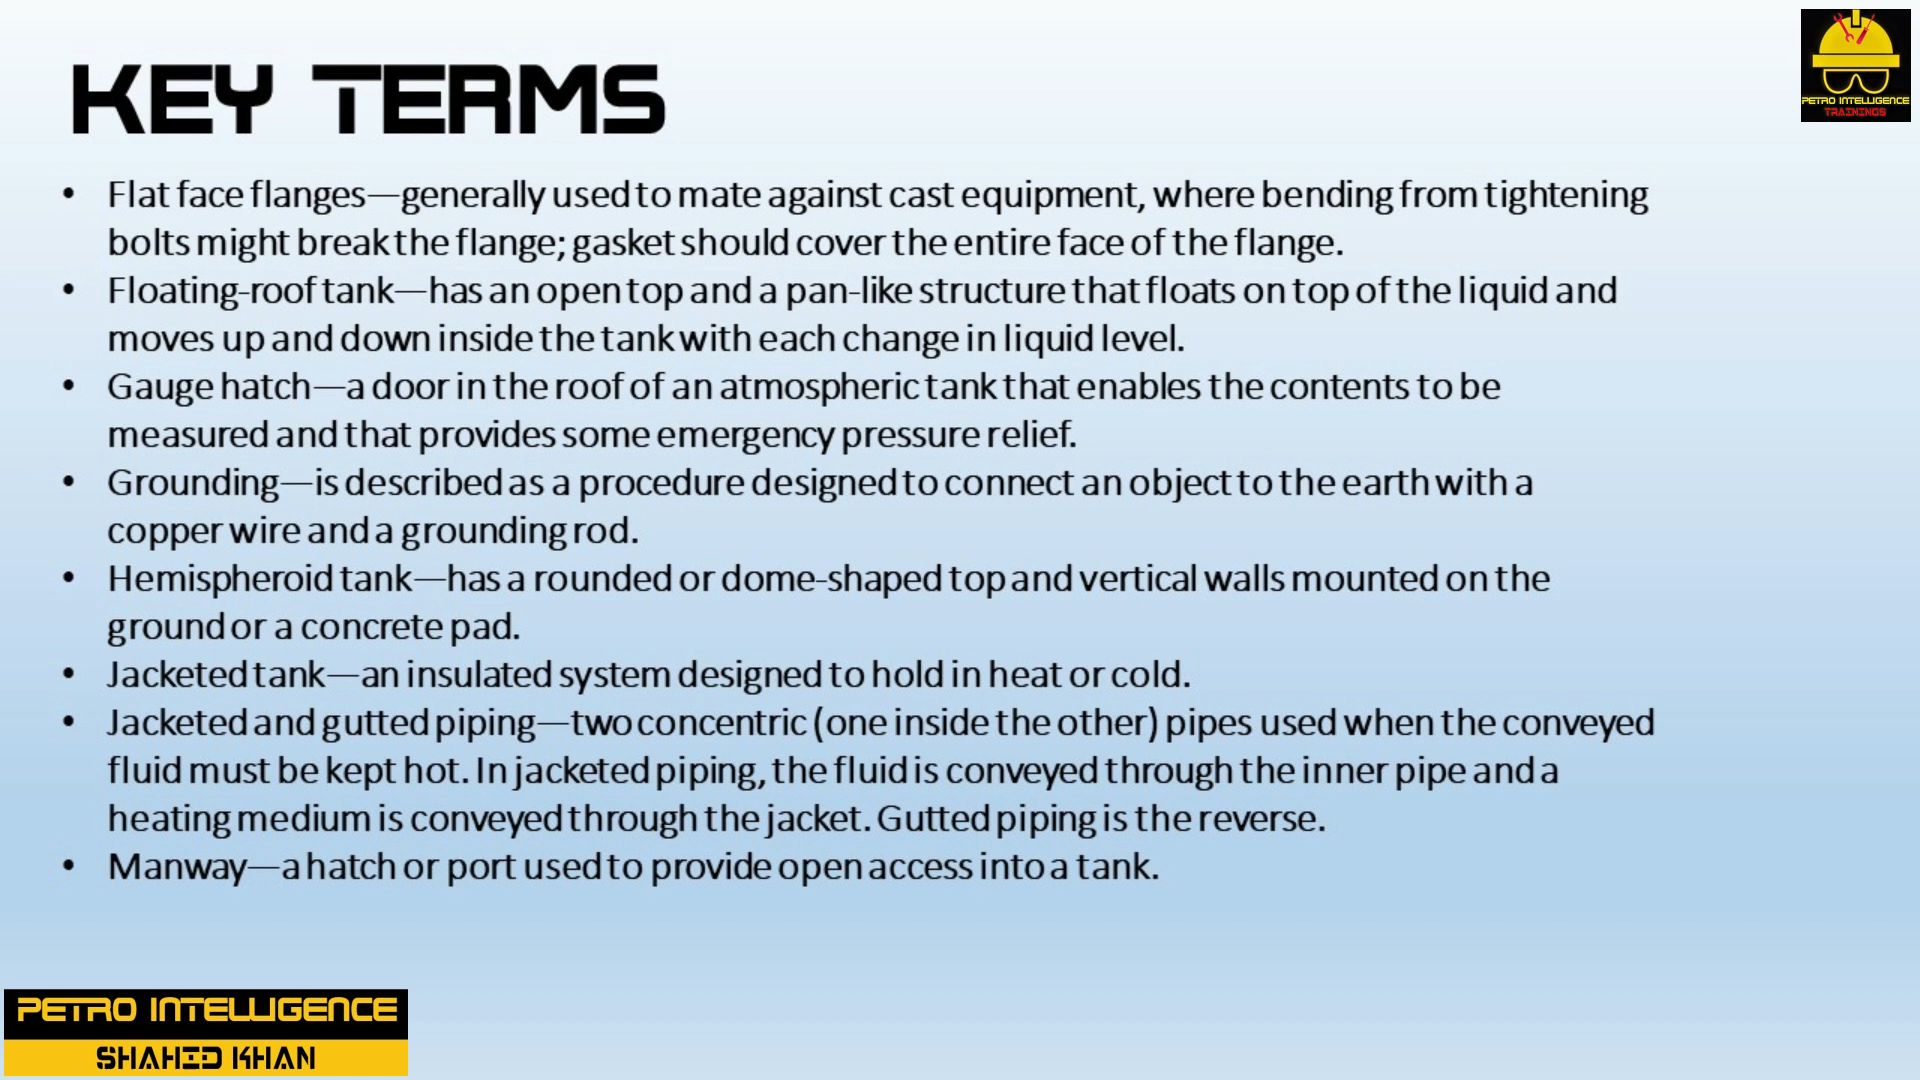 KEY TERMS
PETRO INTELLIGENCE
TRAININGS
• Flat face flanges—generally used to mate against cast equipment, where bending from tightening
bolts might break the flange; gasket should cover the entire face of the flange.
• Floating-roof tank—has an open top and a pan-like structure that floats on top of the liquid and
moves up and down inside the tank with each change in liquid level.
• Gauge hatch—a door in the roof of an atmospheric tank that enables the contents to be
measured and that provides some emergency pressure relief.
• Grounding—is described as a procedure designed to connect an object to the earth with a
copper wire and a grounding rod.
• Hemispheroid tank—has a rounded or dome-shaped top and vertical walls mounted on the
ground or a concrete pad.
• Jacketed tank—an insulated system designed to hold in heat or cold.
• Jacketed and gutted piping—two concentric (one inside the other) pipes used when the conveyed
fluid must be kept hot. In jacketed piping, the fluid is conveyed through the inner pipe and a
heating medium is conveyed through the jacket. Gutted piping is the reverse.
• Manway—a hatch or port used to provide open access into a tank.
PETRO INTELLIGENCE
SHAHID KHAN